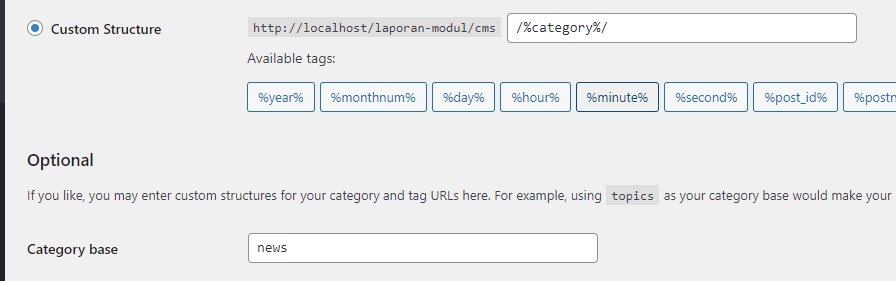 Custom Structure
http://localhost/laporan-modul/cms
/%category%/
Available tags:
%year% %monthnum% %day% %hour% %minute% %second% %post_id%
Optional
If you like, you may enter custom structures for your category and tag URLs here. For example, using topics as your category base would make your
Category base
news